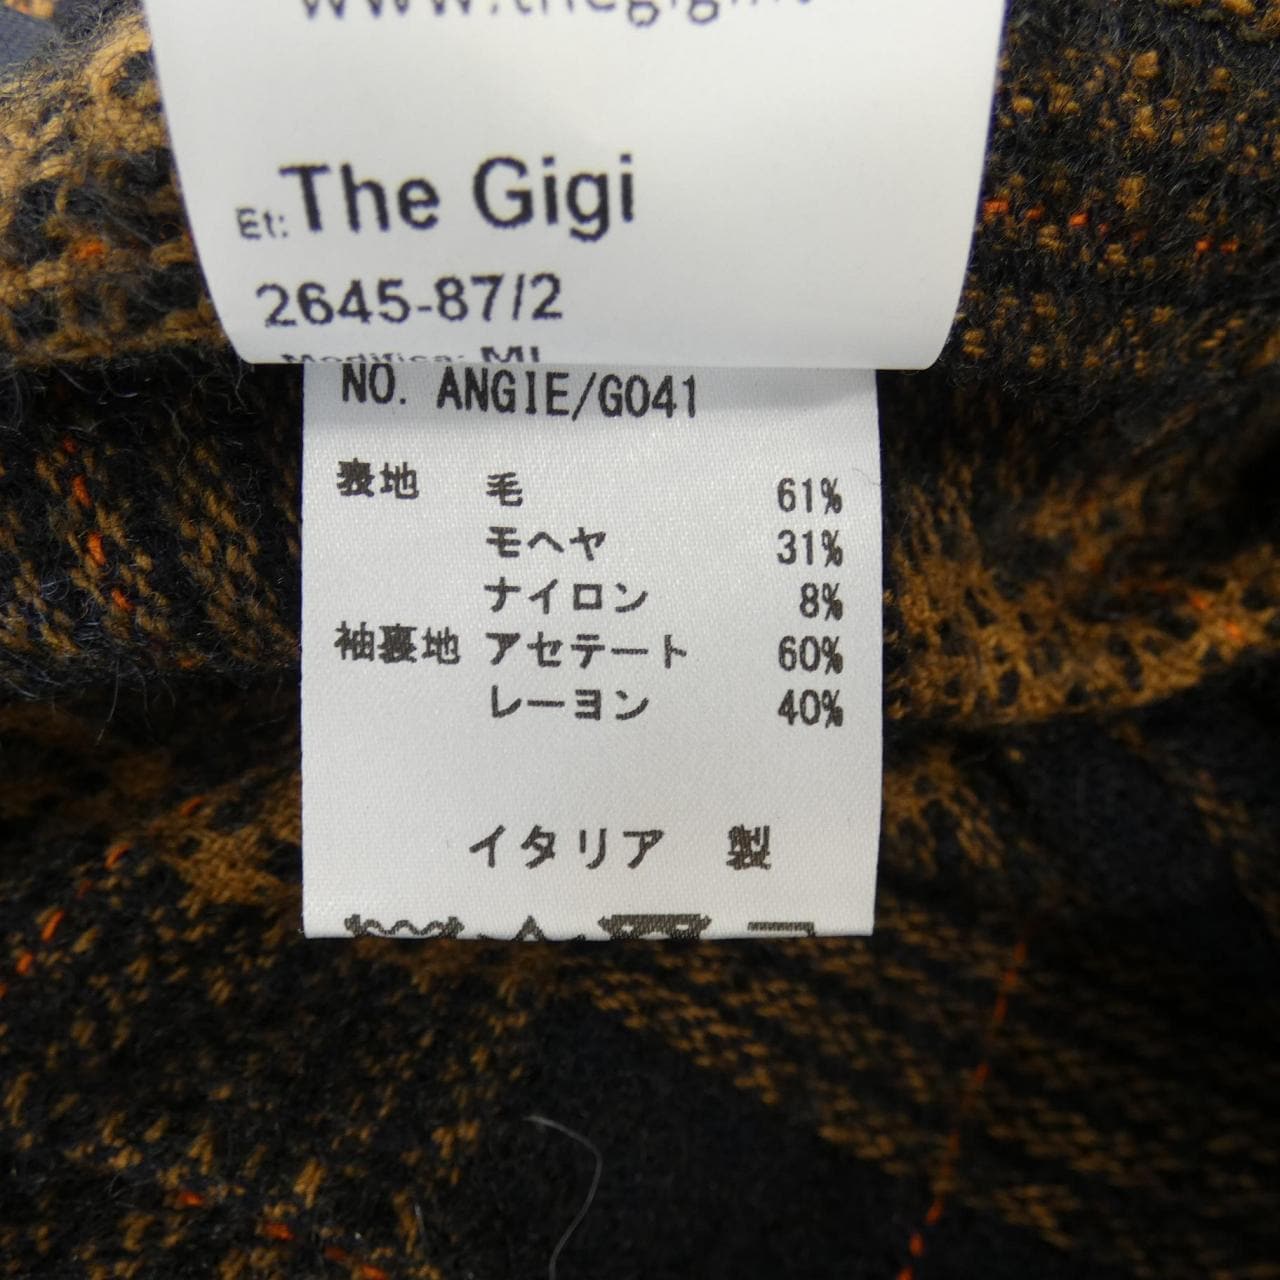 Et: The Gigi
2645-87/2
Modifica: MI
NO. ANGIE/G041
表地 毛 61%
モヘヤ 31%
ナイロン 8%
袖裏地 アセテート 60%
レーヨン 40%
イタリア 製